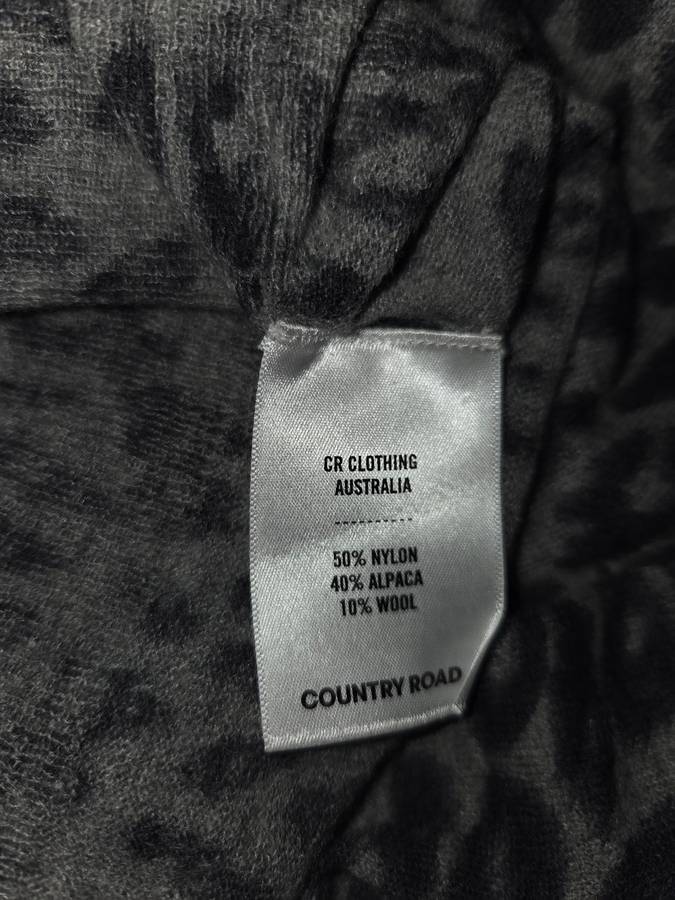 CR CLOTHING
AUSTRALIA
----------
50% NYLON
40% ALPACA
10% WOOL
COUNTRY ROAD